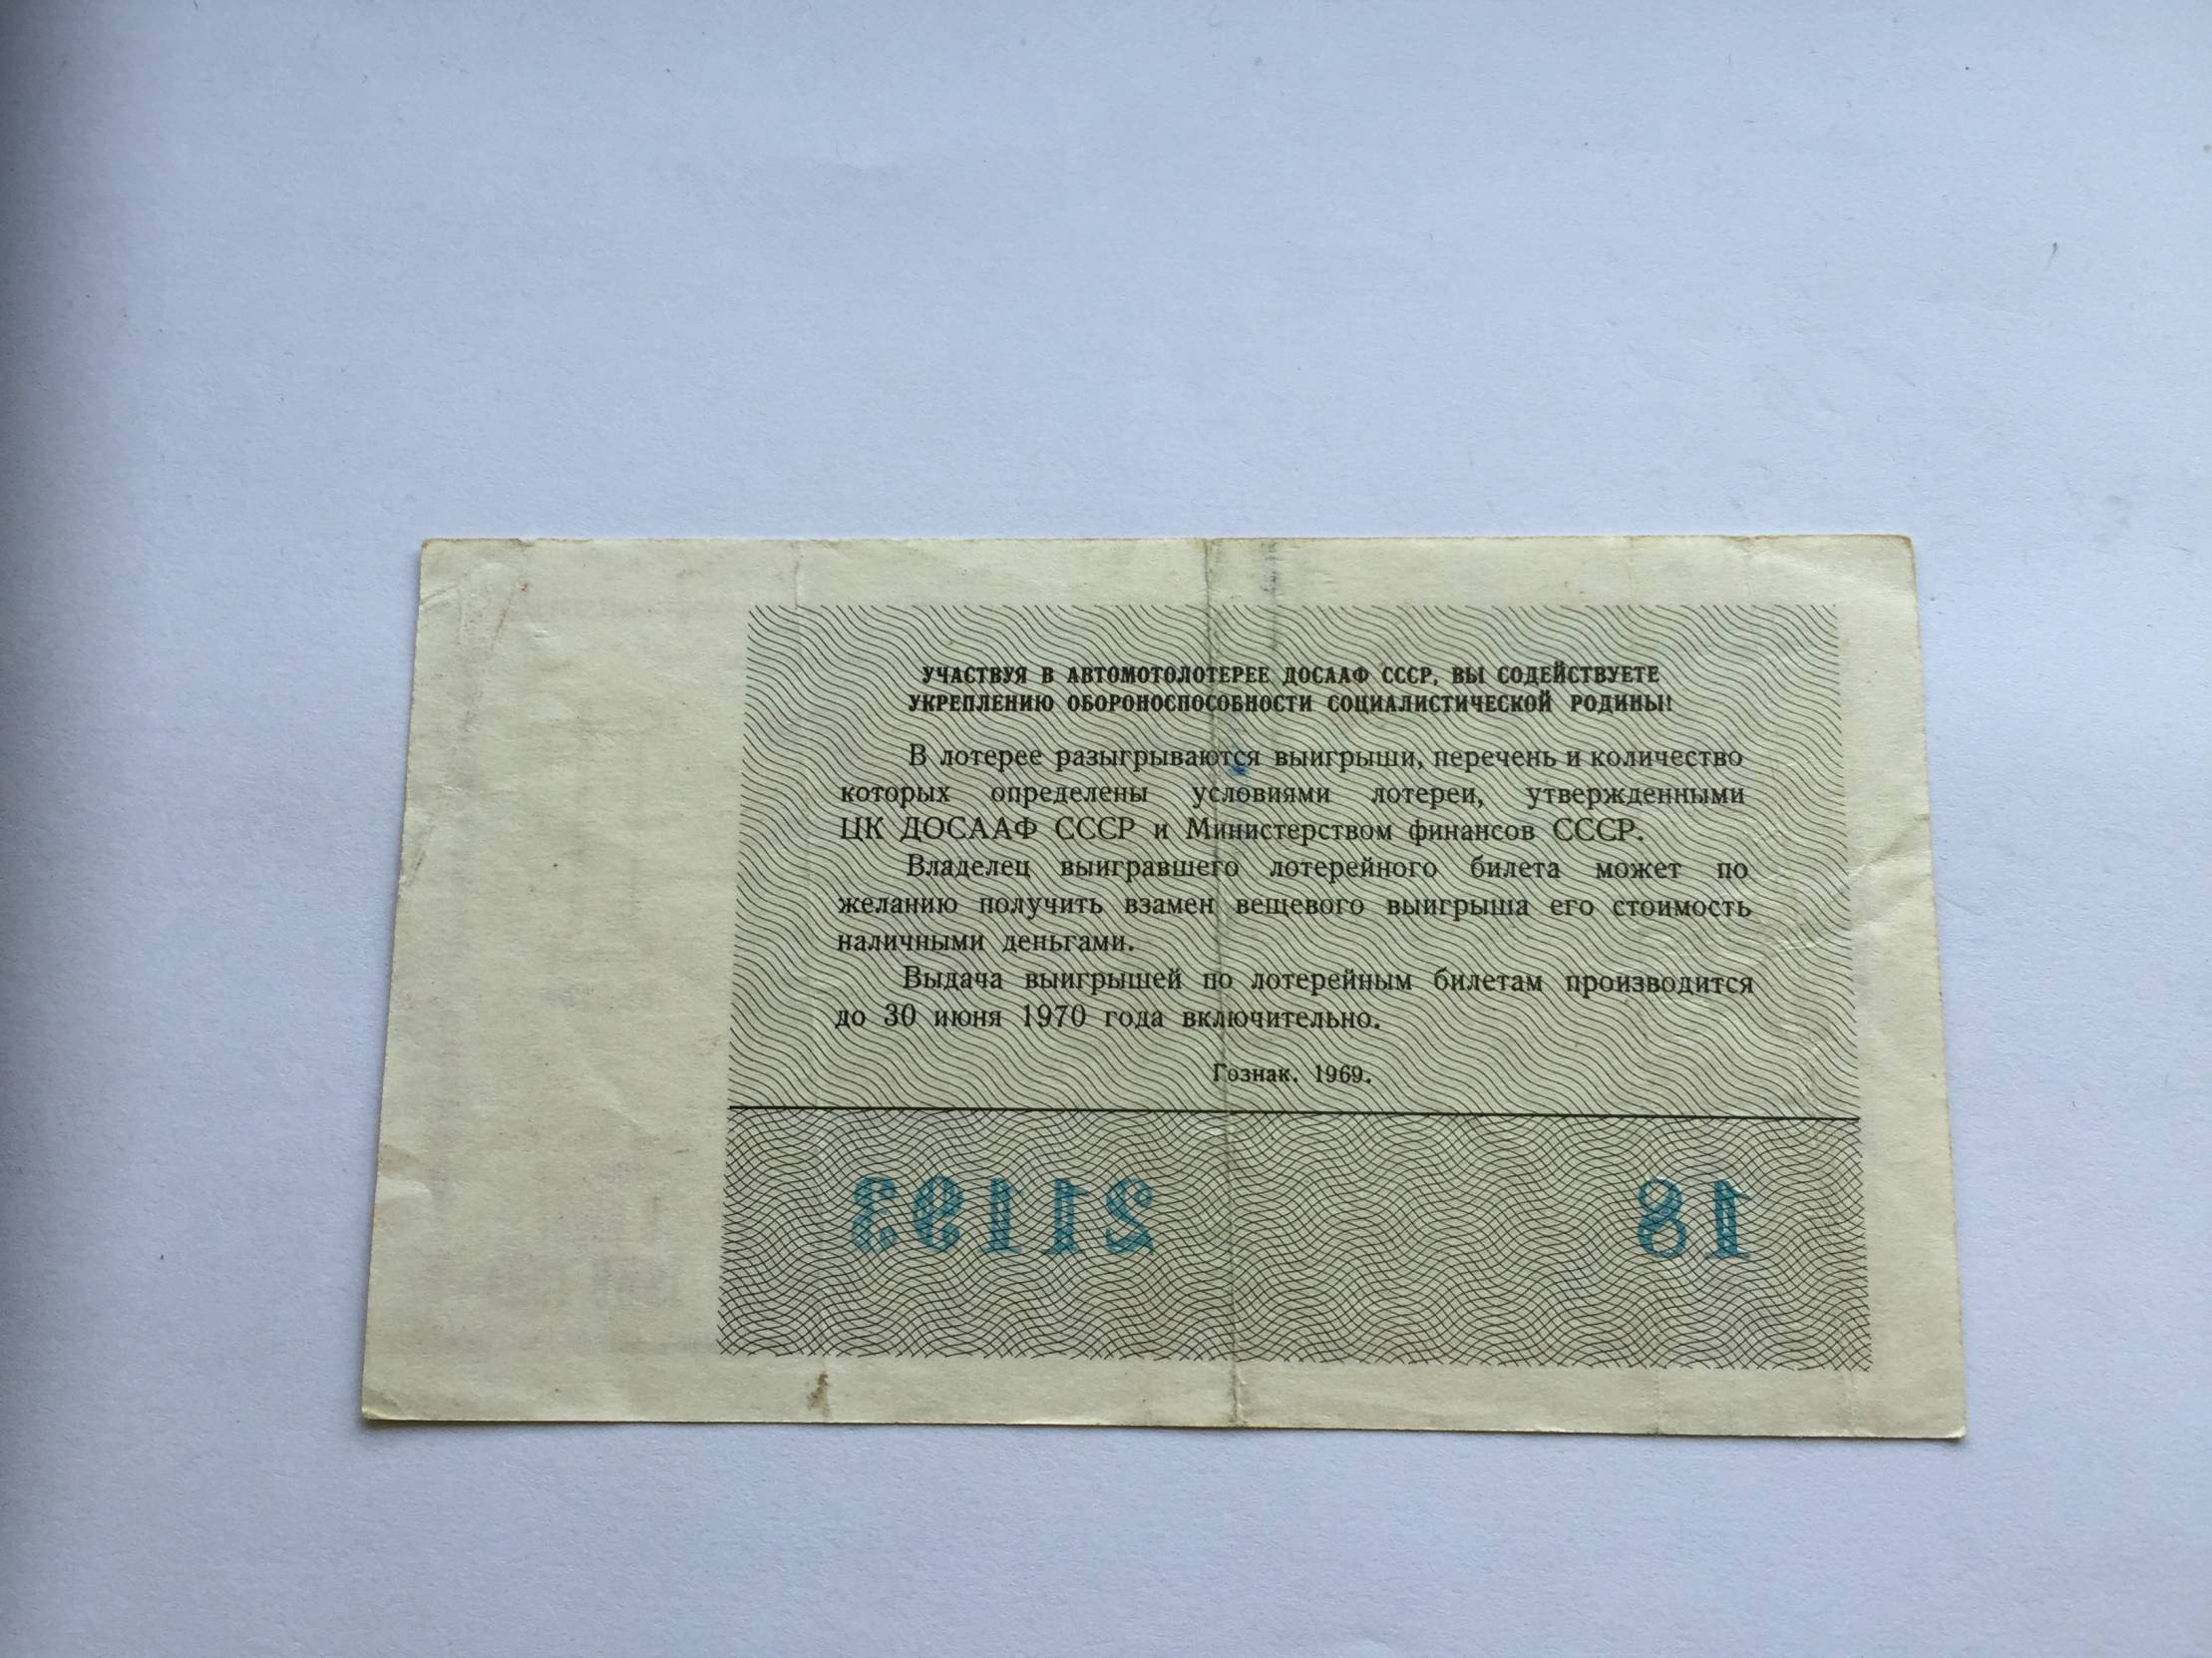 УЧАСТВУЯ В АВТОМОТОЛОТЕРЕЕ ДОСААФ СССР, ВЫ СОДЕЙСТВУЕТЕ
УКРЕПЛЕНИЮ ОБОРОНОСПОСОБНОСТИ СОЦИАЛИСТИЧЕСКОЙ РОДИНЫ!
В лотерее разыгрываются выигрыши, перечень и количество
которых определены условиями лотереи, утвержденными
ЦК ДОСААФ СССР и Министерством финансов СССР.
Владелец выигравшего лотерейного билета может по
желанию получить взамен вещевого выигрыша его стоимость
наличными деньгами.
Выдача выигрышей по лотерейным билетам производится
до 30 июня 1970 года включительно.
Гознак. 1969.
21193 18